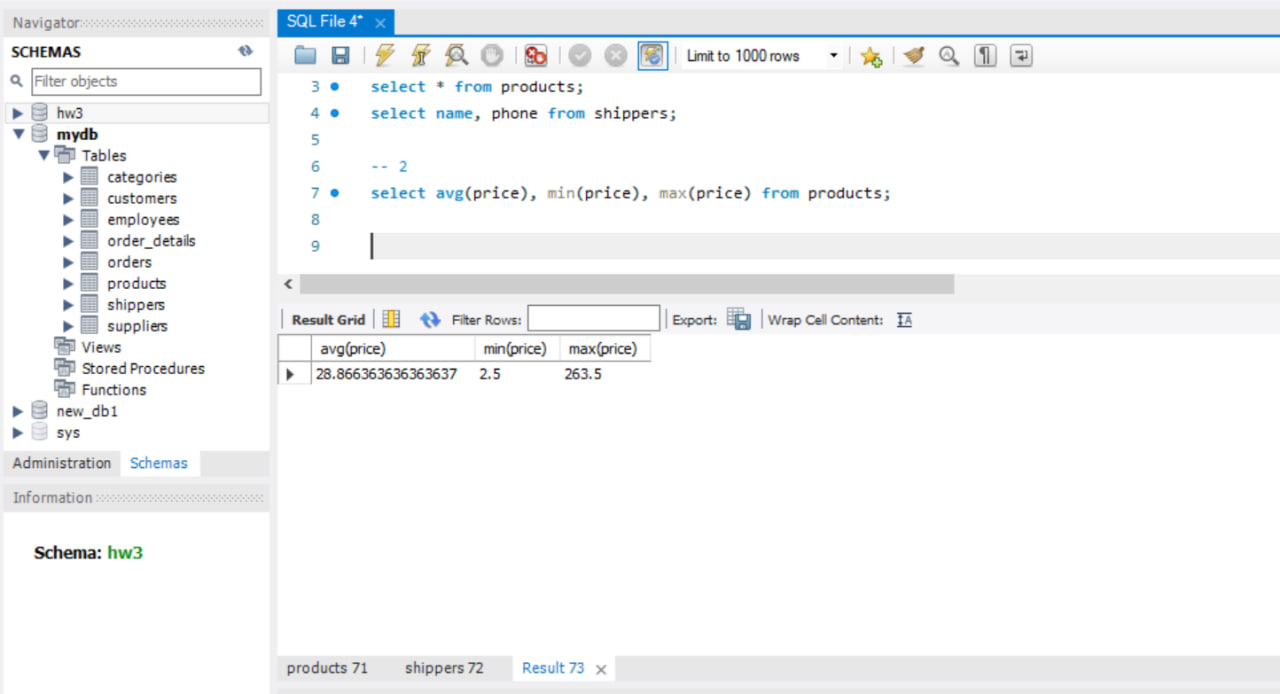 Navigator
SCHEMAS
Filter objects
hw3
mydb
Tables
categories
customers
employees
order_details
orders
products
shippers
suppliers
Views
Stored Procedures
Functions
new_db1
sys
Administration Schemas
Information
Schema: hw3
SQL File 4*
Limit to 1000 rows
3 select * from products;
4 select name, phone from shippers;
5
6 -- 2
7 select avg(price), min(price), max(price) from products;
8
9
Result Grid Filter Rows: Export: Wrap Cell Content: IA
avg(price) min(price) max(price)
28.866363636363637 2.5 263.5
products 71 shippers 72 Result 73